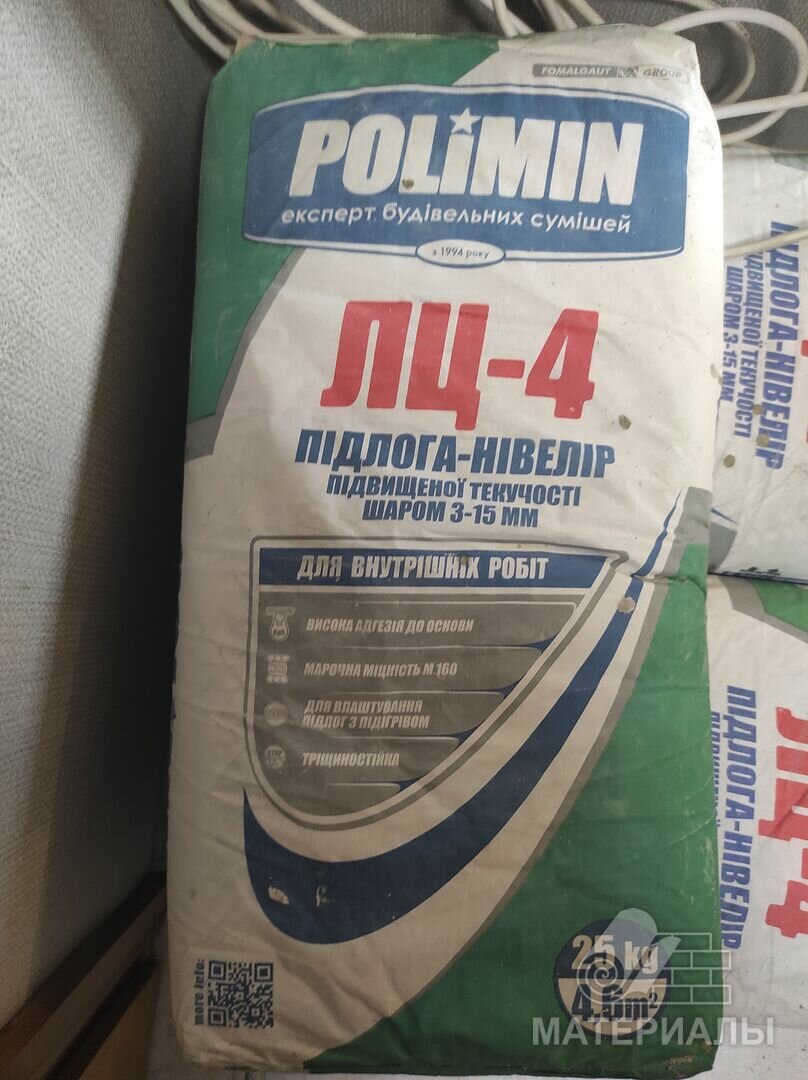 FOMALGAUT GROUP
POLIMIN
експерт будівельних сумішей
з 1994 року
ЛЦ-4
ПІДЛОГА-НІВЕЛІР
ПІДВИЩЕНОЇ ТЕКУЧОСТІ
ШАРОМ 3-15 ММ
ДЛЯ ВНУТРІШНІХ РОБІТ
ВИСОКА АДГЕЗІЯ ДО ОСНОВИ
МАРОЧНА МІЦНІСТЬ М.160
ДЛЯ ВЛАШТУВАННЯ
ПІДЛОГ З ПІДІГРІВОМ
STOP
ТРІЩИНОСТІЙКА
more info:
25 kg
м²
ПІДЛОГА-НІВЕЛІР
ПІДВИЩЕНОЇ ТЕКУЧОСТІ
ШАРОМ 3-15 ММ
ЛЦ-4
ПІДЛОГА-НІВЕЛІР
МАТЕРИАЛЫ